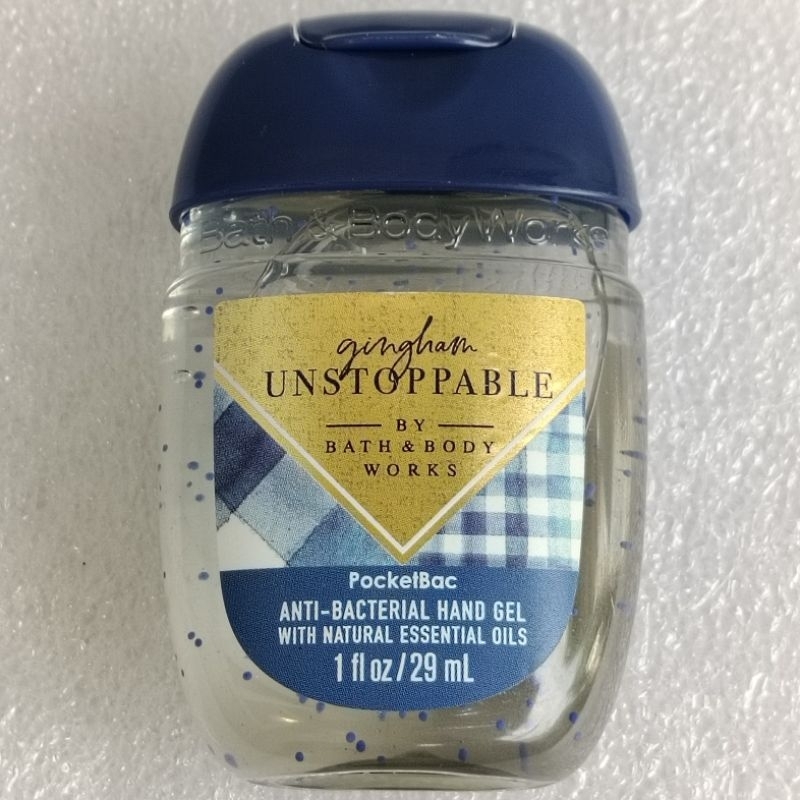 Bath & Body Works
gingham
UNSTOPPABLE
BY
BATH & BODY
WORKS
PocketBac
ANTI-BACTERIAL HAND GEL
WITH NATURAL ESSENTIAL OILS
1 fl oz/29 mL